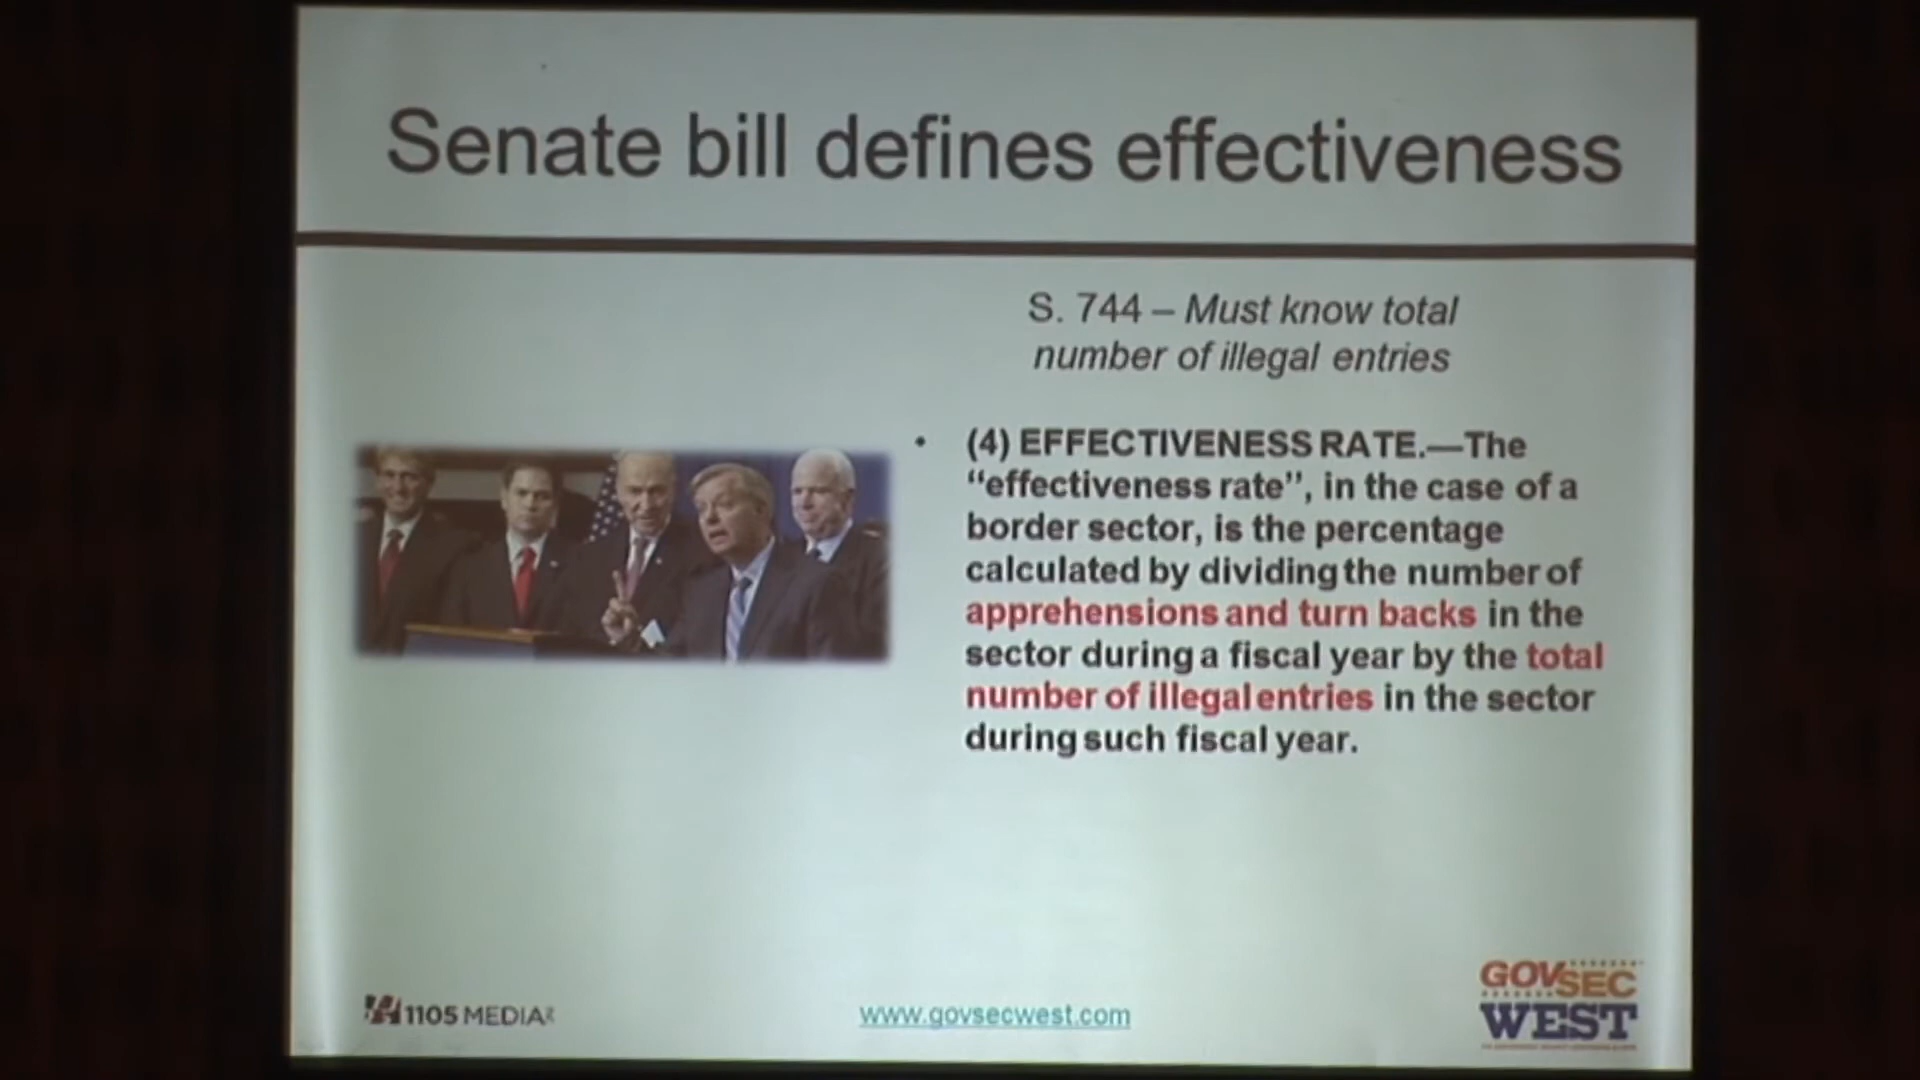 Senate bill defines effectiveness
S. 744 – Must know total
number of illegal entries
• (4) EFFECTIVENESS RATE.—The
“effectiveness rate”, in the case of a
border sector, is the percentage
calculated by dividing the number of
apprehensions and turn backs in the
sector during a fiscal year by the total
number of illegal entries in the sector
during such fiscal year.
1105 MEDIA
www.govsecwest.com
GOVSEC
WEST